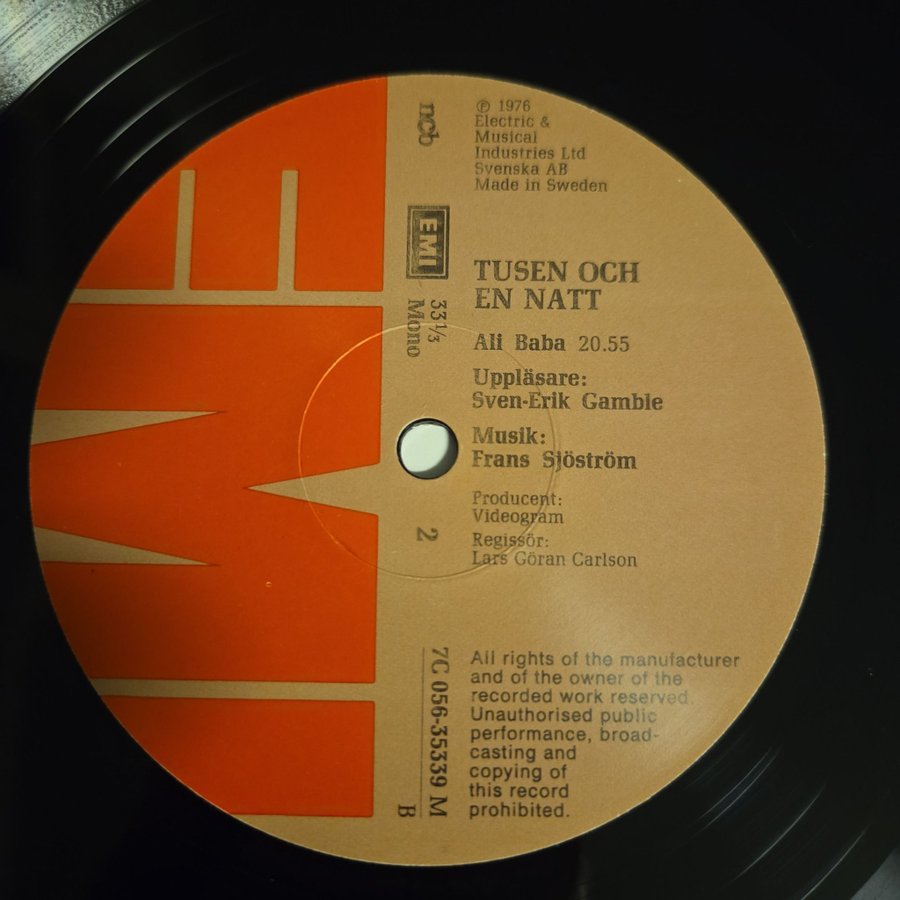 ncb
℗ 1976
Electric &
Musical
Industries Ltd
Svenska AB
Made in Sweden
EMI
33⅓
Mono
TUSEN OCH
EN NATT
Ali Baba 20.55
Uppläsare:
Sven-Erik Gamble
Musik:
Frans Sjöström
Producent:
Videogram
Regissör:
Lars Göran Carlson
2
7C 056-35339 M
B
All rights of the manufacturer
and of the owner of the
recorded work reserved.
Unauthorised public
performance, broad-
casting and
copying of
this record
prohibited.
EMI